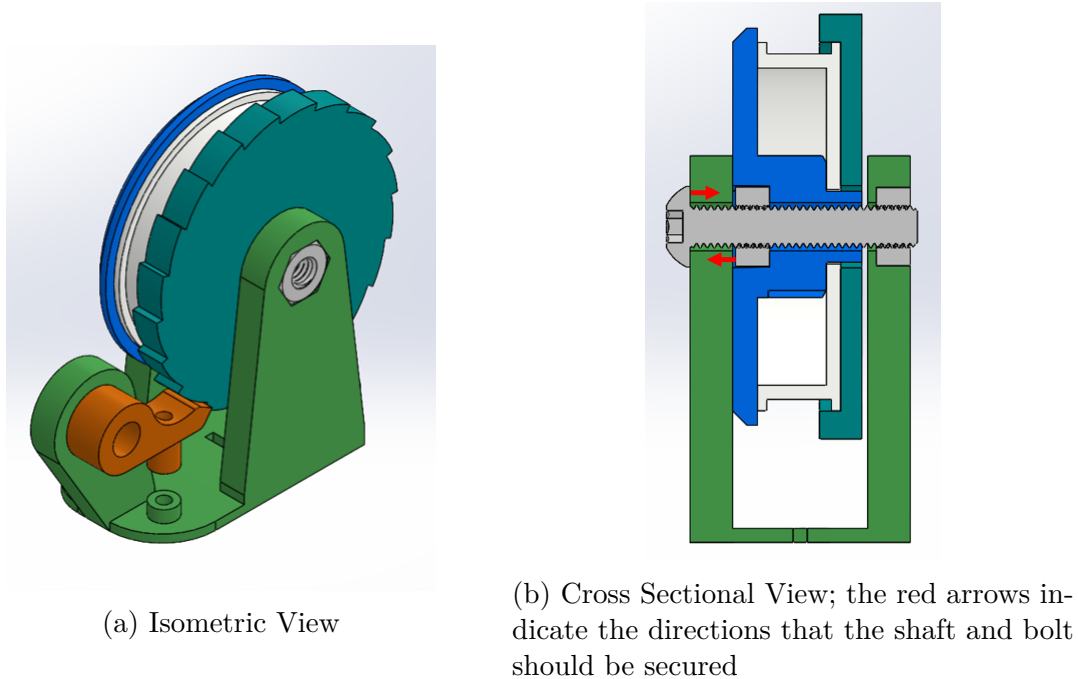 (a) Isometric View
(b) Cross Sectional View; the red arrows in-
dicate the directions that the shaft and bolt
should be secured